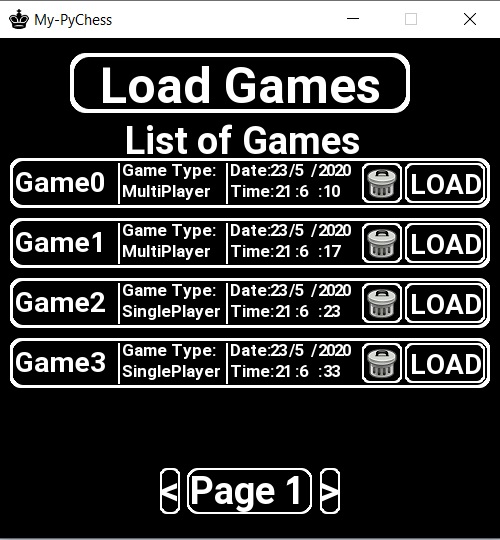 My-PyChess
Load Games
List of Games
Game0 Game Type: MultiPlayer Date:23/5 /2020 Time:21:6 :10 LOAD
Game1 Game Type: MultiPlayer Date:23/5 /2020 Time:21:6 :17 LOAD
Game2 Game Type: SinglePlayer Date:23/5 /2020 Time:21:6 :23 LOAD
Game3 Game Type: SinglePlayer Date:23/5 /2020 Time:21:6 :33 LOAD
< Page 1 >